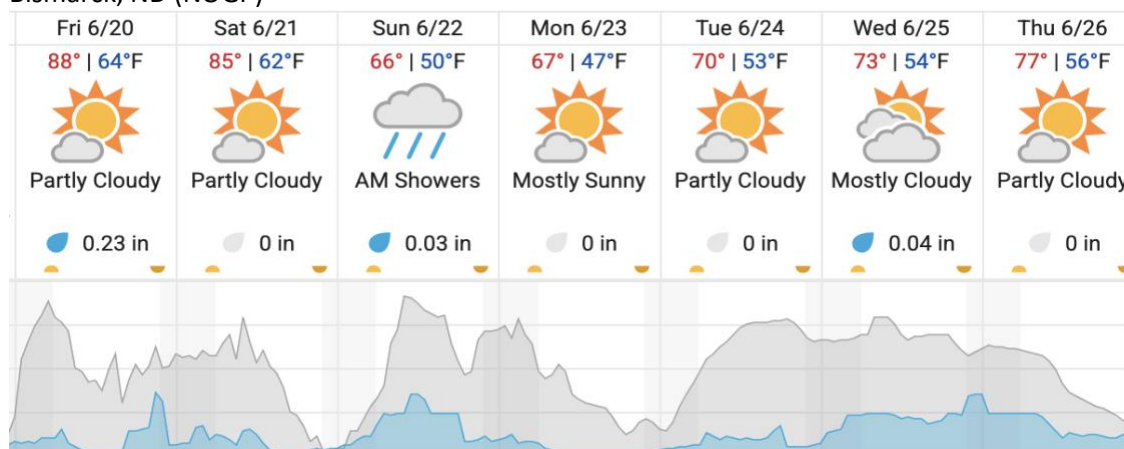 Fri 6/20 Sat 6/21 Sun 6/22 Mon 6/23 Tue 6/24 Wed 6/25 Thu 6/26
88° | 64°F 85° | 62°F 66° | 50°F 67° | 47°F 70° | 53°F 73° | 54°F 77° | 56°F
Partly Cloudy Partly Cloudy AM Showers Mostly Sunny Partly Cloudy Mostly Cloudy Partly Cloudy
0.23 in 0 in 0.03 in 0 in 0 in 0.04 in 0 in